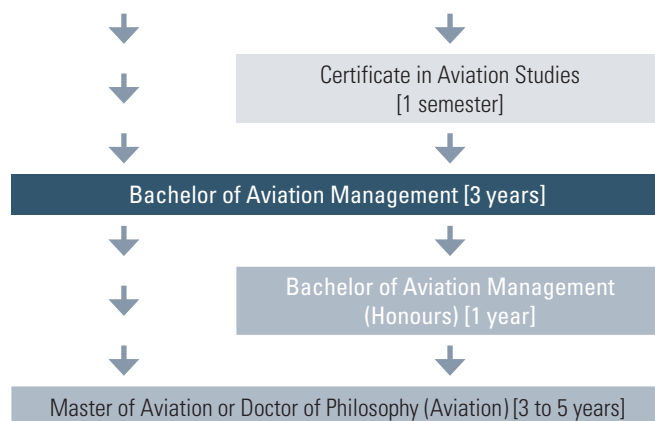 Certificate in Aviation Studies
[1 semester]
Bachelor of Aviation Management [3 years]
Bachelor of Aviation Management
(Honours) [1 year]
Master of Aviation or Doctor of Philosophy (Aviation) [3 to 5 years]